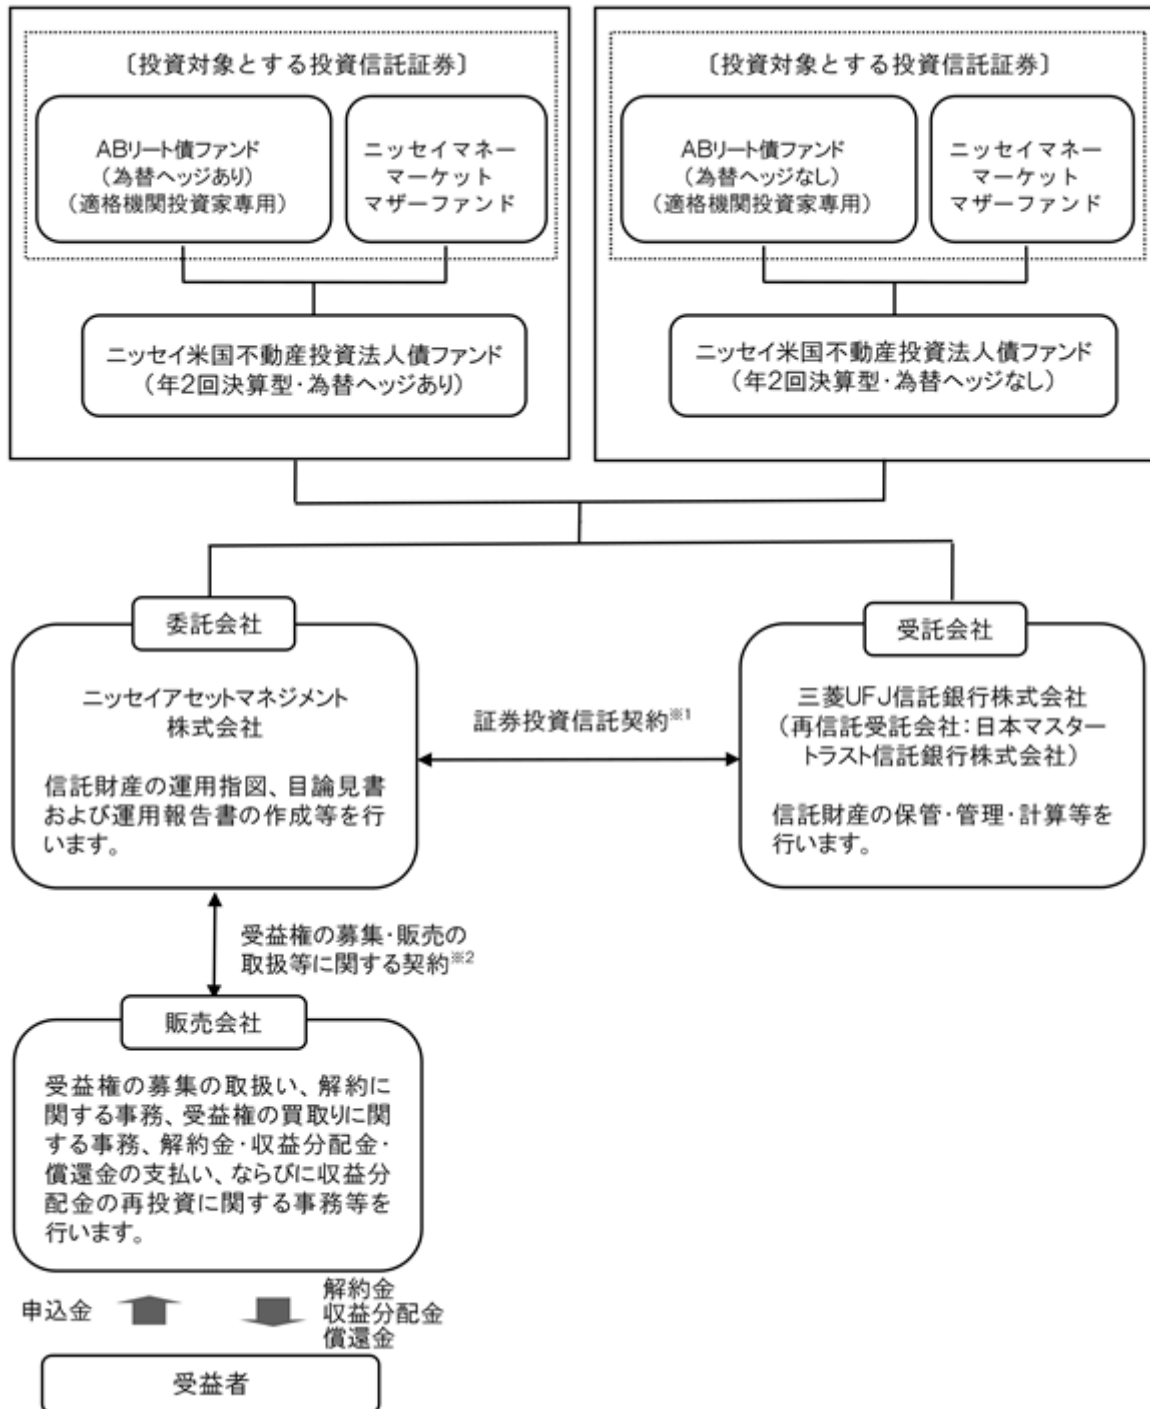 〔投資対象とする投資信託証券〕
ABリート債ファンド
（為替ヘッジあり）
（適格機関投資家専用）
ニッセイマネー
マーケット
マザーファンド
ニッセイ米国不動産投資法人債ファンド
（年2回決算型・為替ヘッジあり）
〔投資対象とする投資信託証券〕
ABリート債ファンド
（為替ヘッジなし）
（適格機関投資家専用）
ニッセイマネー
マーケット
マザーファンド
ニッセイ米国不動産投資法人債ファンド
（年2回決算型・為替ヘッジなし）
委託会社
ニッセイアセットマネジメント
株式会社
信託財産の運用指図、目論見書
および運用報告書の作成等を行
います。
証券投資信託契約※1
受託会社
三菱UFJ信託銀行株式会社
（再信託受託会社：日本マスター
トラスト信託銀行株式会社）
信託財産の保管・管理・計算等を
行います。
受益権の募集・販売の
取扱等に関する契約※2
販売会社
受益権の募集の取扱い、解約に
関する事務、受益権の買取りに関
する事務、解約金・収益分配金・
償還金の支払い、ならびに収益分
配金の再投資に関する事務等を
行います。
申込金
解約金
収益分配金
償還金
受益者